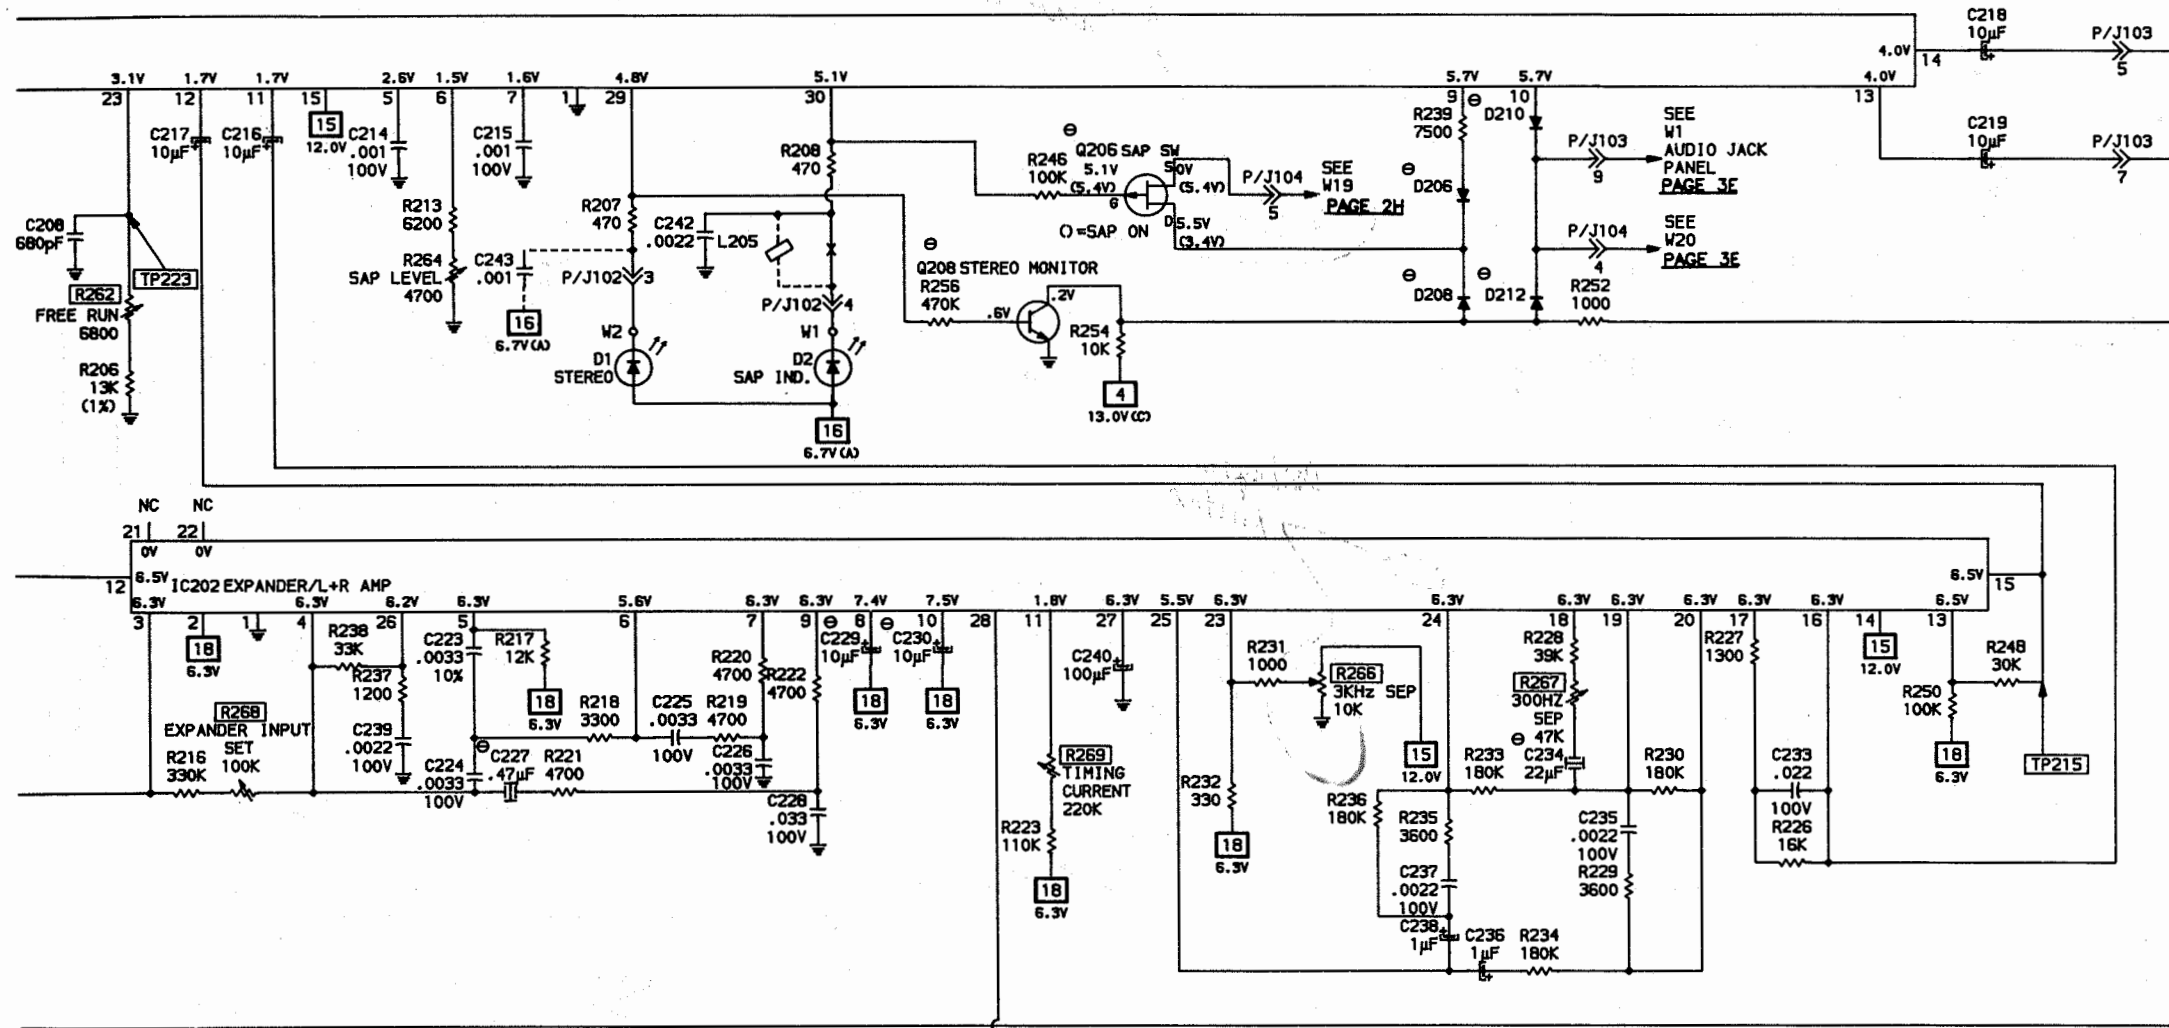 C218
10µF
P/J103
5
4.0V
14
4.0V
13
3.1V 1.7V 1.7V 2.6V 1.5V 1.6V 4.8V 5.1V 5.7V 5.7V
23 12 11 15 5 6 7 1 29 30 9 ⊖ 10
15
12.0V
C217
10µF
C216
10µF
C214
.001
100V
C215
.001
100V
R208
470
R246
100K
⊖
Q206 SAP SW
5.1V
(5.4V)
G
S 0V
(5.4V)
D 5.5V
(3.4V)
()=SAP ON
P/J104
5
SEE
W19
PAGE 2H
R239
7500
D210
⊖
D206
P/J103
9
SEE
W1
AUDIO JACK
PANEL
PAGE 3E
C219
10µF
P/J103
7
P/J104
4
SEE
W20
PAGE 3E
⊖
D208
⊖
D212
R252
1000
C208
680pF
TP223
R262
FREE RUN
6800
R206
13K
(1%)
R213
6200
R264
SAP LEVEL
4700
R207
470
C243
.001
16
6.7V(A)
P/J102 3
C242
.0022
L205
X
P/J102 4
W2
D1
STEREO
W1
D2
SAP IND.
16
6.7V(A)
⊖
Q208 STEREO MONITOR
R256
470K
.6V
.2V
R254
10K
4
13.0V(C)
NC NC
21 22
0V 0V
12
6.5V
IC202 EXPANDER/L+R AMP
6.5V
15
6.3V 6.3V 6.2V 6.3V 5.6V 6.3V 6.3V 7.4V 7.5V 1.8V 6.3V 5.5V 6.3V 6.3V 6.3V 6.3V 6.3V 6.3V 6.3V 6.5V
3 2 1 4 26 5 6 7 9 ⊖ 8 ⊖ 10 28 11 27 25 23 24 18 19 20 17 16 14 13
18
6.3V
R238
33K
R237
1200
C239
.0022
100V
R268
EXPANDER INPUT
SET
100K
R216
330K
C223
.0033
10%
R217
12K
18
6.3V
C224
.0033
100V
⊖
C227
.47µF
R221
4700
R218
3300
C225
.0033
100V
R219
4700
R220
4700
C226
.0033
100V
R222
4700
C228
.033
100V
C229
10µF
18
6.3V
C230
10µF
18
6.3V
R269
TIMING
CURRENT
220K
R223
110K
18
6.3V
C240
100µF
R231
1000
R266
3KHz SEP
10K
15
12.0V
R232
330
18
6.3V
R236
180K
R233
180K
R235
3600
C237
.0022
100V
C238
1µF
C236
1µF
R234
180K
R228
39K
R267
300HZ
SEP
47K
⊖
C234
22µF
R230
180K
C235
.0022
100V
R229
3600
R227
1300
C233
.022
100V
R226
16K
15
12.0V
R250
100K
18
6.3V
R248
30K
TP215